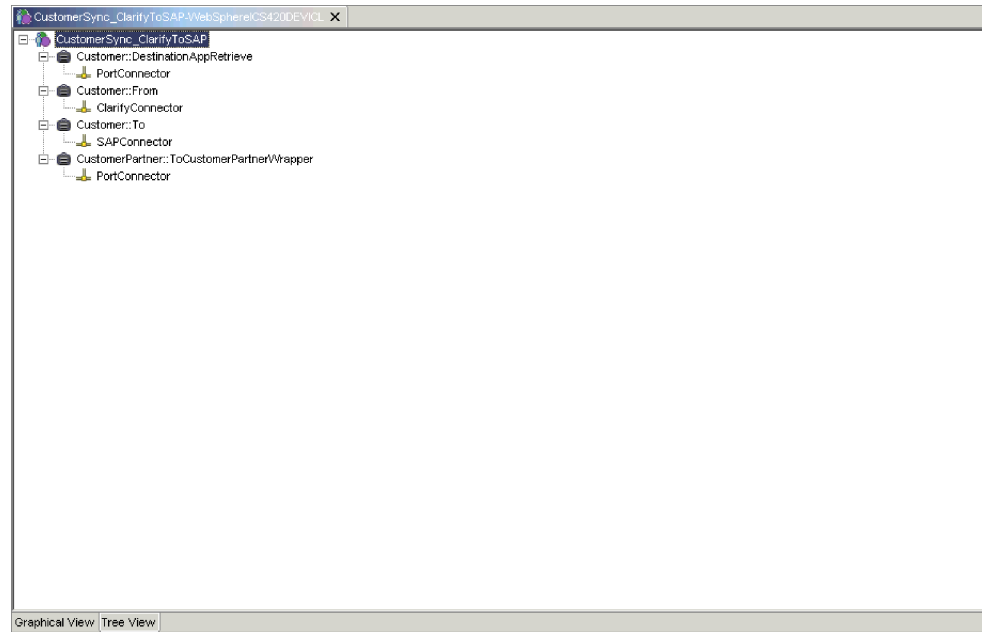 CustomerSync_ClarifyToSAP-WebSphereICS420DEVICL X
CustomerSync_ClarifyToSAP
Customer::DestinationAppRetrieve
PortConnector
Customer::From
ClarifyConnector
Customer::To
SAPConnector
CustomerPartner::ToCustomerPartnerWrapper
PortConnector
Graphical View Tree View